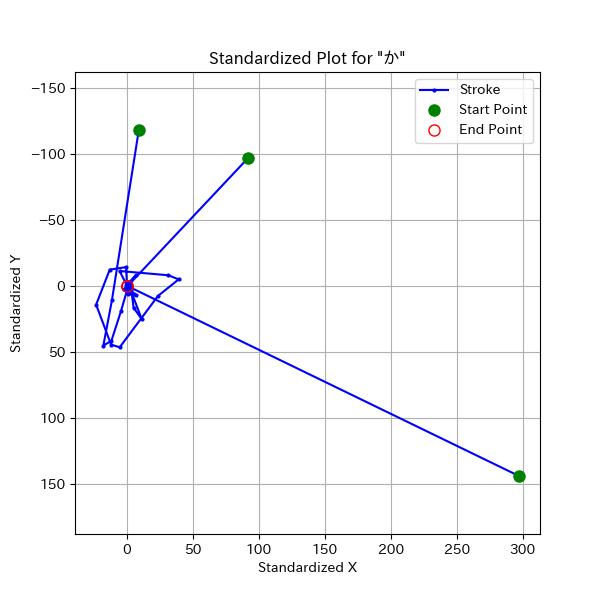 Standardized Plot for "か"
Stroke
Start Point
End Point
Standardized Y
−150
−100
−50
0
50
100
150
0 50 100 150 200 250 300
Standardized X